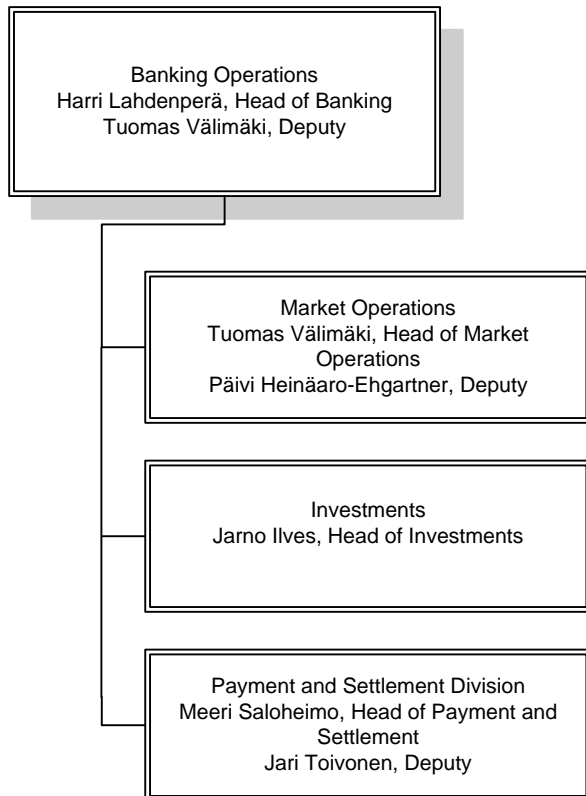 Banking Operations
Harri Lahdenperä, Head of Banking
Tuomas Välimäki, Deputy
Market Operations
Tuomas Välimäki, Head of Market
Operations
Päivi Heinäaro-Ehgartner, Deputy
Investments
Jarno Ilves, Head of Investments
Payment and Settlement Division
Meeri Saloheimo, Head of Payment and
Settlement
Jari Toivonen, Deputy